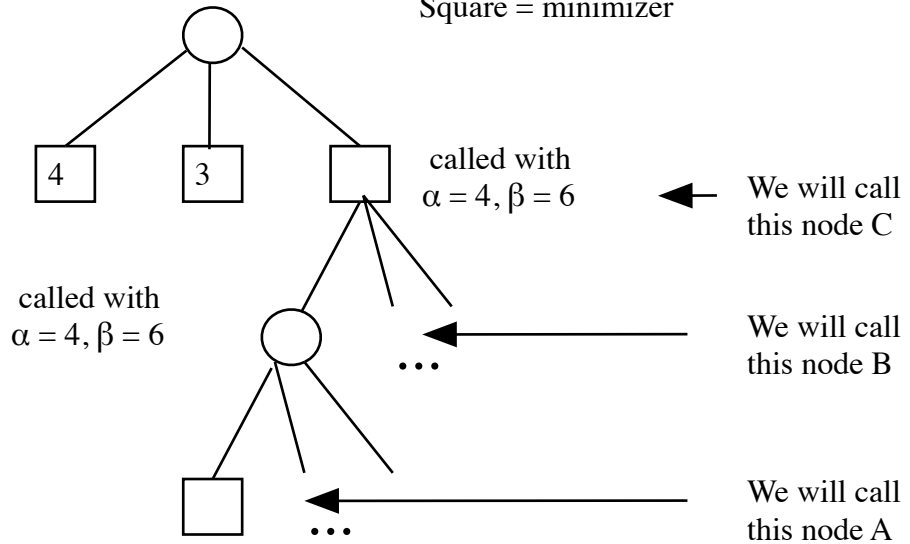 Square = minimizer
4
3
called with
α = 4, β = 6
We will call
this node C
called with
α = 4, β = 6
We will call
this node B
...
We will call
this node A
...